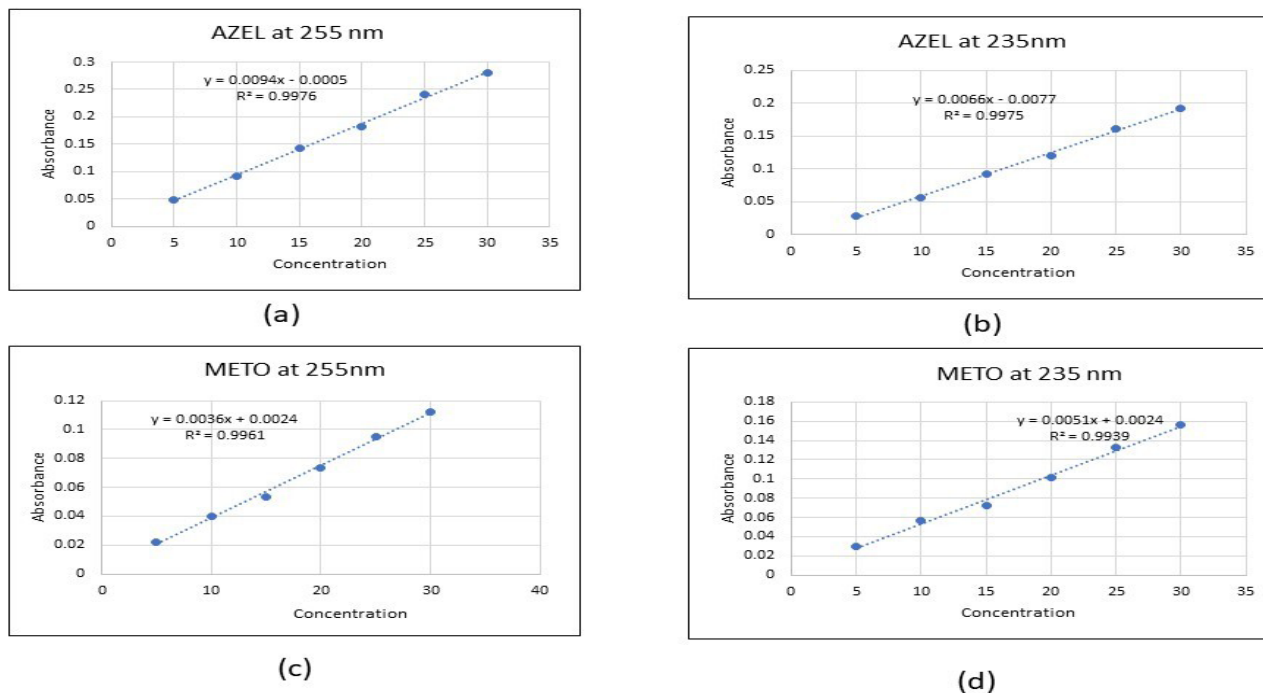 AZEL at 255 nm
y = 0.0094x - 0.0005
R² = 0.9976
Absorbance
0.3
0.25
0.2
0.15
0.1
0.05
0
0 5 10 15 20 25 30 35
Concentration
(a)
AZEL at 235nm
y = 0.0066x - 0.0077
R² = 0.9975
Absorbance
0.25
0.2
0.15
0.1
0.05
0
0 5 10 15 20 25 30 35
Concentration
(b)
METO at 255nm
y = 0.0036x + 0.0024
R² = 0.9961
Absorbance
0.12
0.1
0.08
0.06
0.04
0.02
0
0 10 20 30 40
Concentration
(c)
METO at 235 nm
y = 0.0051x + 0.0024
R² = 0.9939
Absorbance
0.18
0.16
0.14
0.12
0.1
0.08
0.06
0.04
0.02
0
0 5 10 15 20 25 30 35
Concentration
(d)